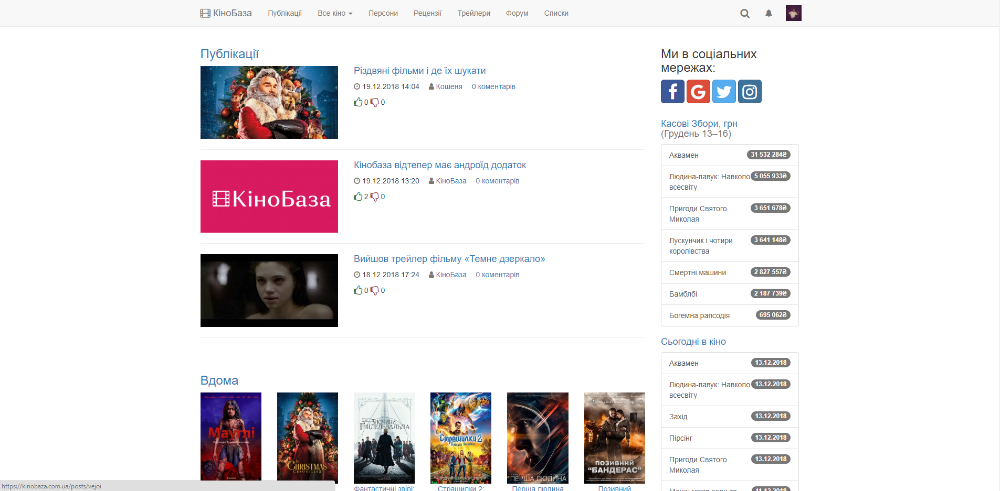 КіноБаза Публікації Все кіно Персони Рецензії Трейлери Форум Списки
Публікації
Різдвяні фільми і де їх шукати
19.12.2018 14:04 Кошеня 0 коментарів
0 0
Кінобаза відтепер має андроїд додаток
19.12.2018 13:20 КіноБаза 0 коментарів
2 0
КіноБаза
Вийшов трейлер фільму «Темне дзеркало»
18.12.2018 17:24 КіноБаза 0 коментарів
0 0
Вдома
Мауглі
THE CHRISTMAS
CHRONICLES
ЗЛОЧИНИ
ҐРІНДЕЛЬВАЛЬДА
Страшилки 2
ПЕРША ЛЮДИНА
ПОЗИВНИЙ
"БАНДЕРАС"
Фантастичні звірі:
Страшилки 2:
Перша людина
Позивний
Ми в соціальних
мережах:
Касові Збори, грн
(Грудень 13–16)
Аквамен 31 532 284₴
Людина-павук: Навколо 5 055 933₴
всесвіту
Пригоди Святого 3 651 678₴
Миколая
Лускунчик і чотири 3 641 148₴
королівства
Смертні машини 2 827 557₴
Бамблбі 2 187 739₴
Богемна рапсодія 695 062₴
Сьогодні в кіно
Аквамен 13.12.2018
Людина-павук: Навколо 13.12.2018
всесвіту
Захід 13.12.2018
Пірсінг 13.12.2018
Пригоди Святого 13.12.2018
Миколая
11.12.2018
https://kinobaza.com.ua/posts/vejoi